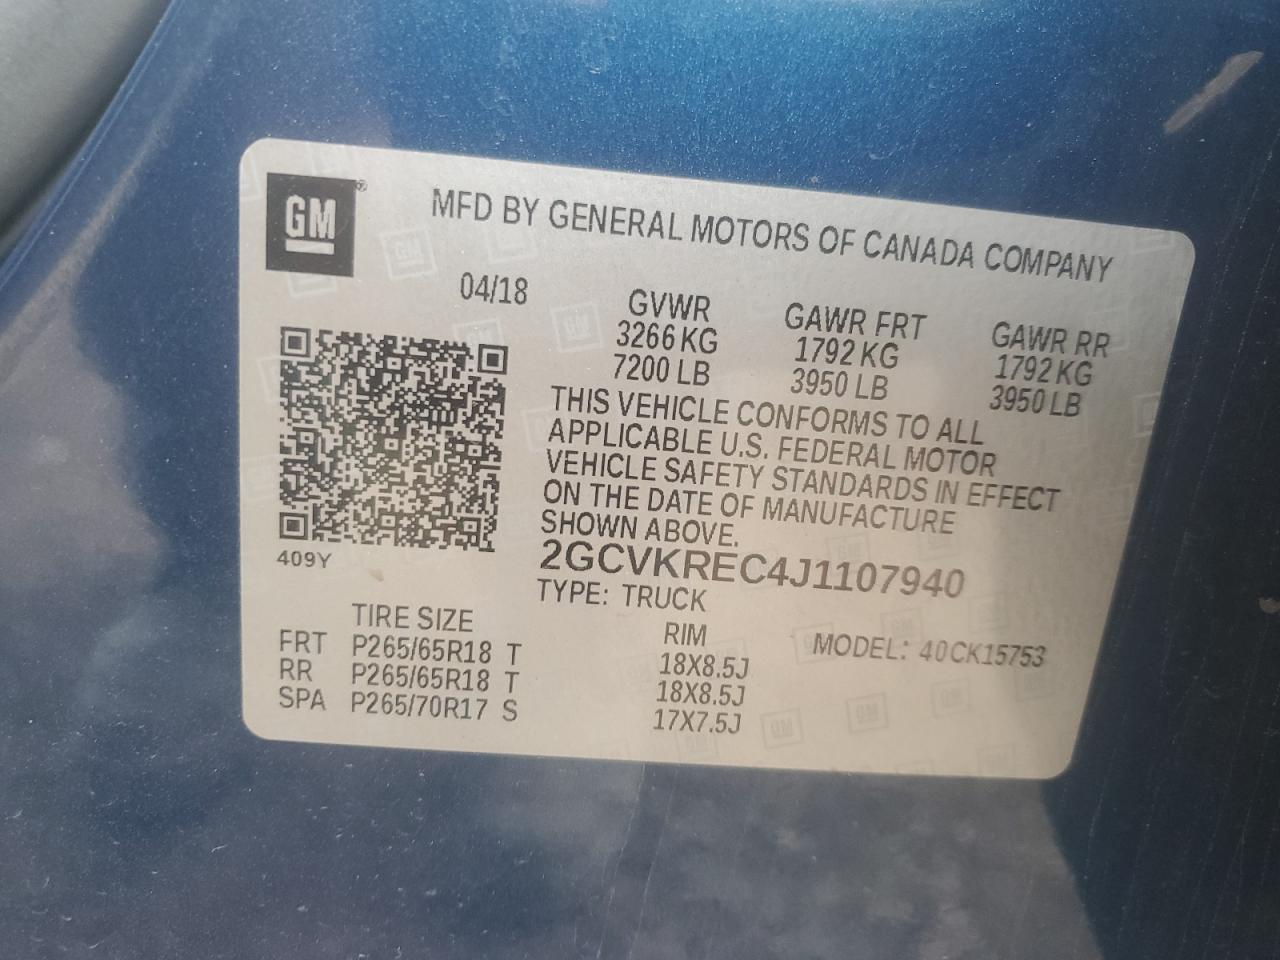 GM
MFD BY GENERAL MOTORS OF CANADA COMPANY
04/18
GVWR GAWR FRT GAWR RR
3266 KG 1792 KG 1792 KG
7200 LB 3950 LB 3950 LB
THIS VEHICLE CONFORMS TO ALL
APPLICABLE U.S. FEDERAL MOTOR
VEHICLE SAFETY STANDARDS IN EFFECT
ON THE DATE OF MANUFACTURE
SHOWN ABOVE.
409Y
2GCVKREC4J1107940
TYPE: TRUCK
TIRE SIZE RIM MODEL: 40CK15753
FRT P265/65R18 T 18X8.5J
RR P265/65R18 T 18X8.5J
SPA P265/70R17 S 17X7.5J